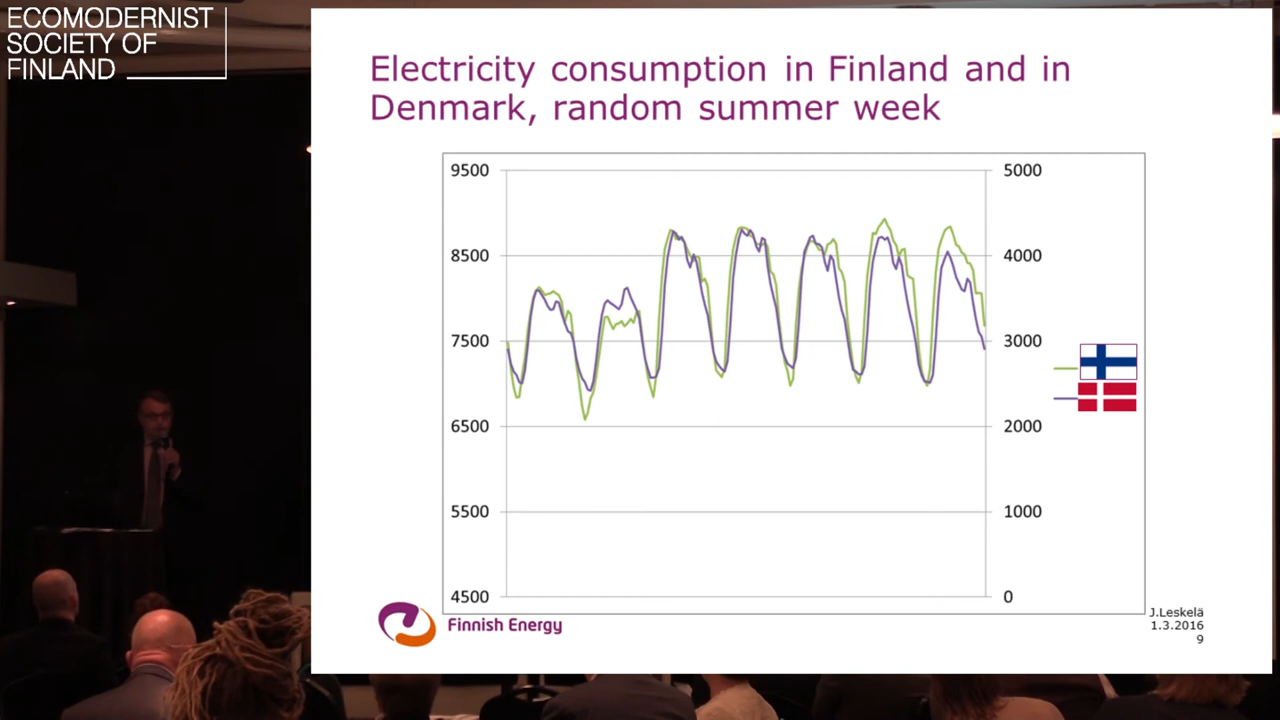 ECOMODERNIST
SOCIETY OF
FINLAND
Electricity consumption in Finland and in
Denmark, random summer week
9500
8500
7500
6500
5500
4500
5000
4000
3000
2000
1000
0
Finnish Energy
J.Leskelä
1.3.2016
9